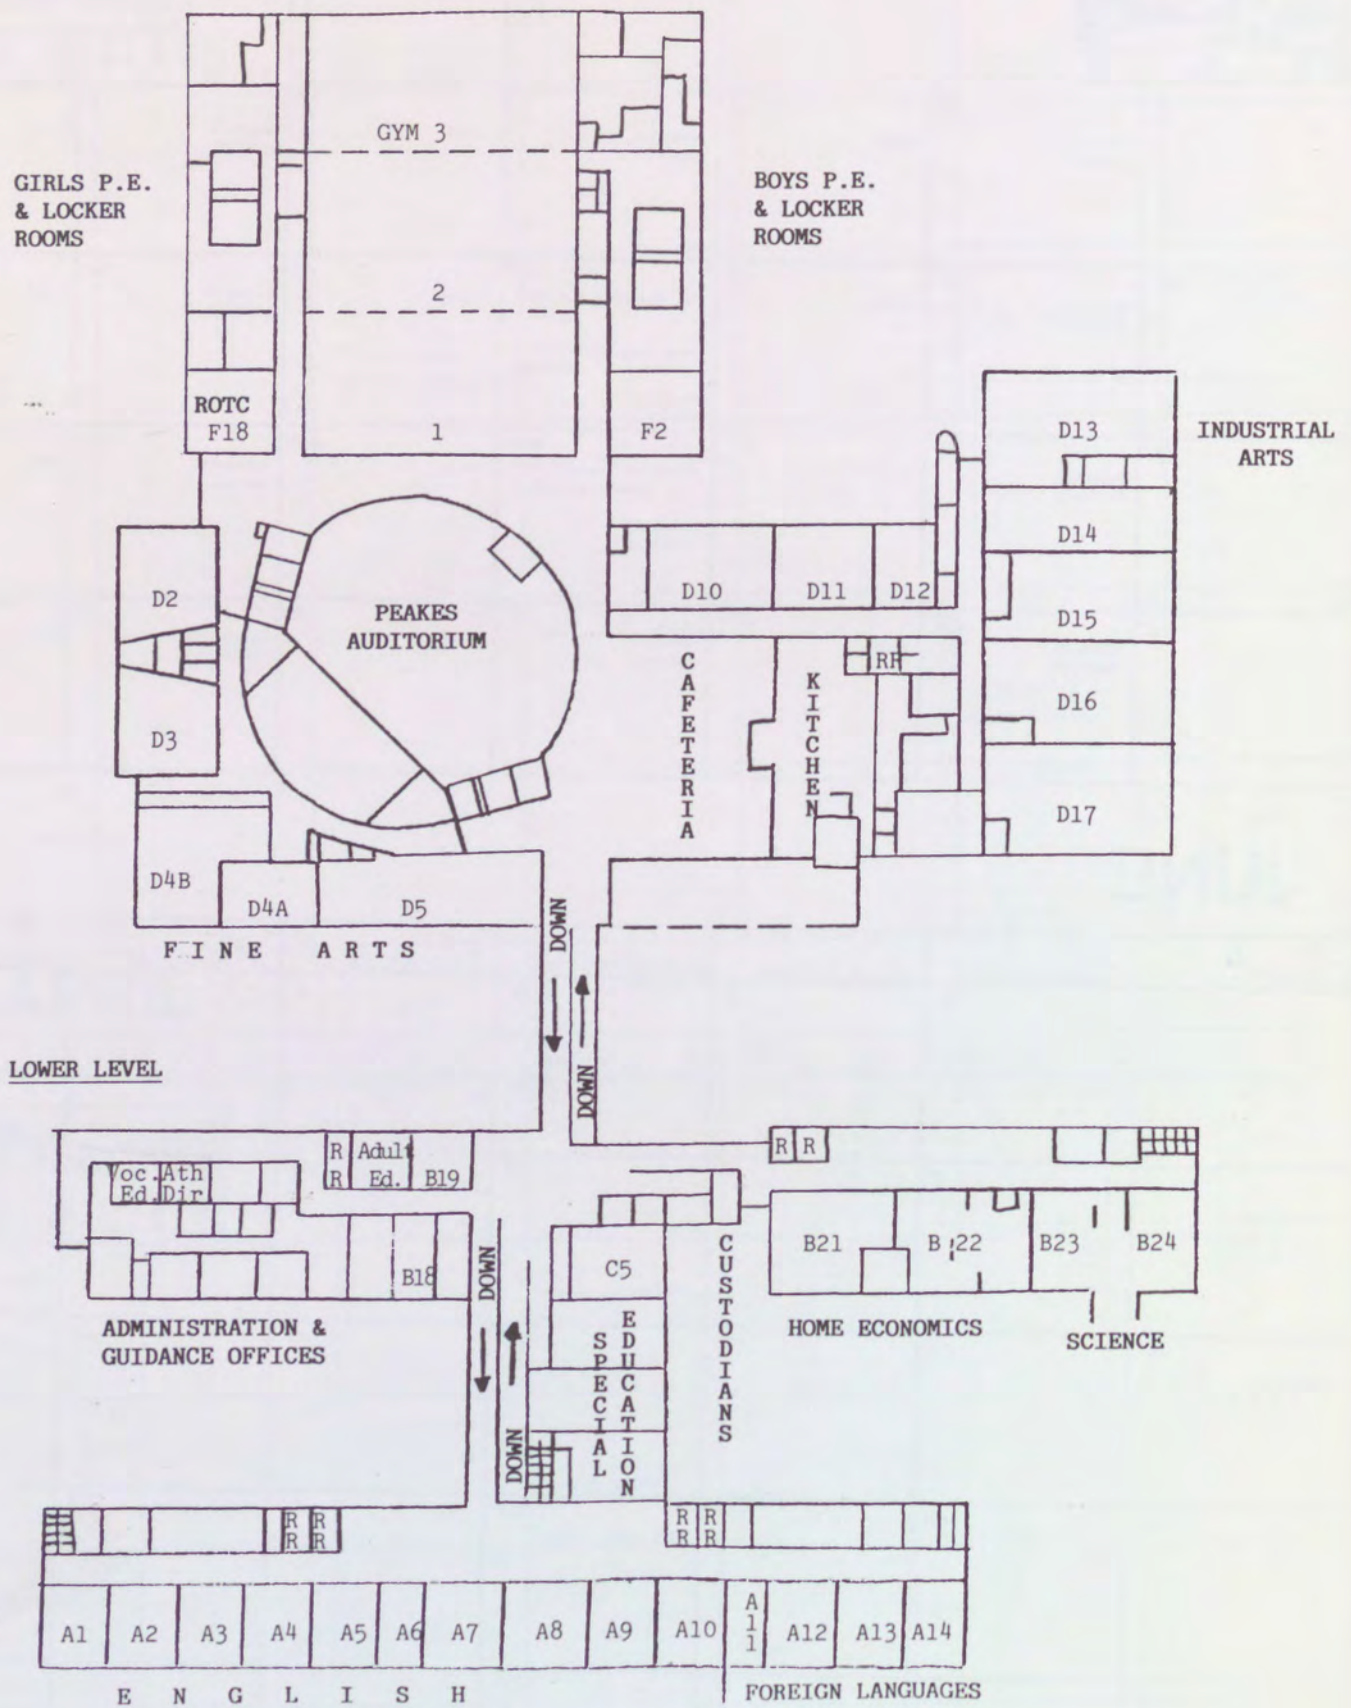 GYM 3
GIRLS P.E.
& LOCKER
ROOMS
BOYS P.E.
& LOCKER
ROOMS
2
ROTC
F18
1
F2
D13
INDUSTRIAL
ARTS
D14
D2
D10
D11
D12
D15
PEAKES
AUDITORIUM
CAFETERIA
KITCHEN
RR
D16
D3
D17
D4B
D4A
D5
DOWN
FINE ARTS
DOWN
LOWER LEVEL
RR
Adult
Ed.
B19
R R
Voc.
Ed.
Ath
Dir
B18
DOWN
C5
CUSTODIANS
B21
B 22
B23
B24
ADMINISTRATION &
GUIDANCE OFFICES
SPECIAL
EDUCATION
HOME ECONOMICS
SCIENCE
DOWN
R R
R R
R R
R R
A1
A2
A3
A4
A5
A6
A7
A8
A9
A10
A11
A12
A13
A14
ENGLISH
FOREIGN LANGUAGES